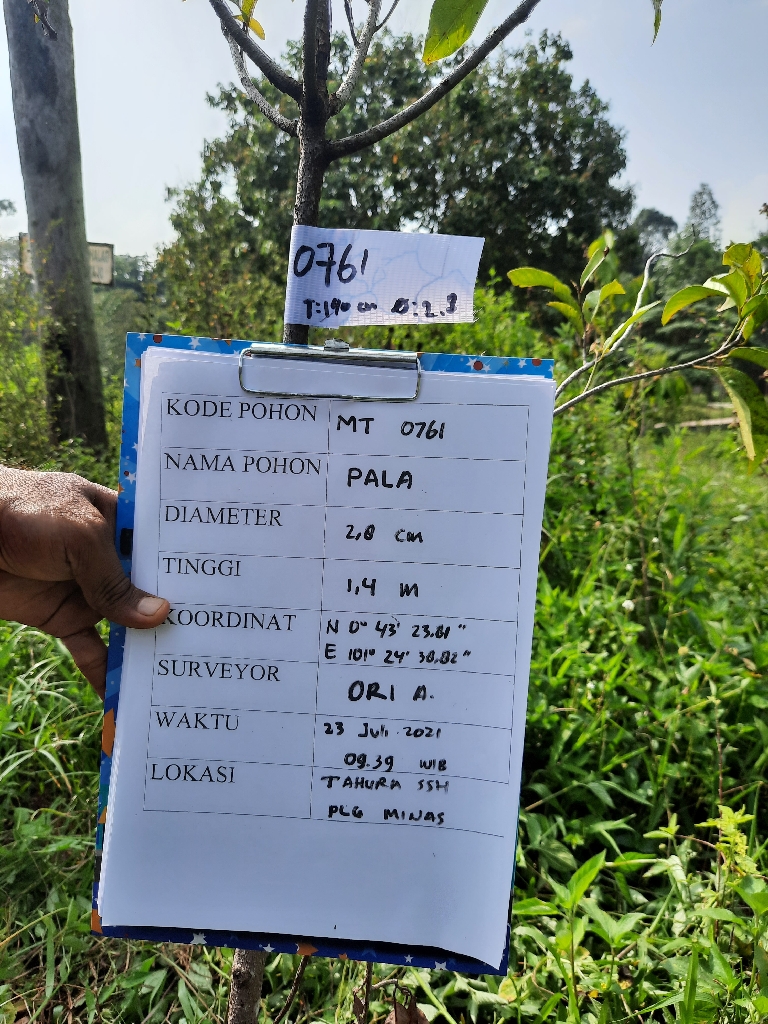 0761
T:140 cm Ø:2.8
KODE POHON MT 0761
NAMA POHON PALA
DIAMETER 2,8 cm
TINGGI 1,4 m
KOORDINAT N 0° 43' 23.81"
E 101° 24' 38.82"
SURVEYOR ORI A.
WAKTU 23 Juli 2021
09.39 WIB
LOKASI TAHURA SSH
PLG MINAS